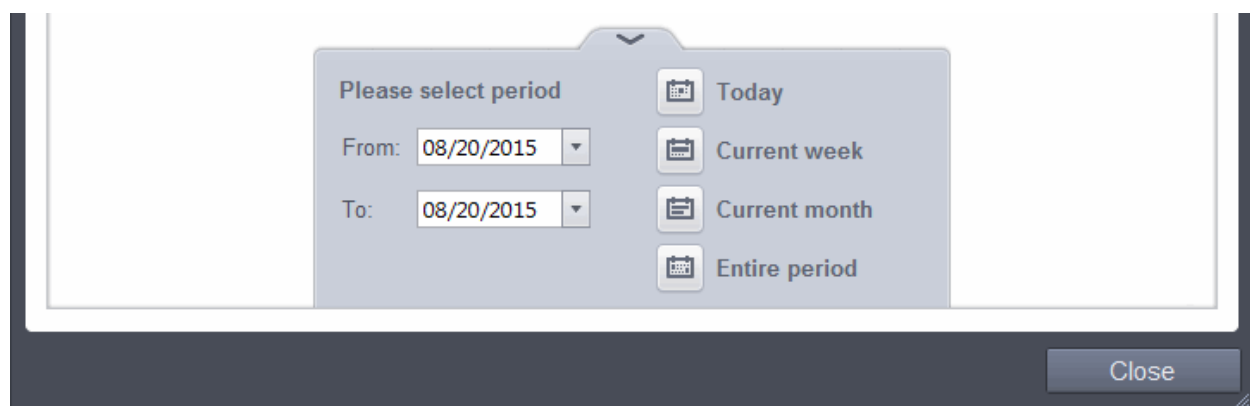 Please select period
From: 08/20/2015
To: 08/20/2015
Today
Current week
Current month
Entire period
Close